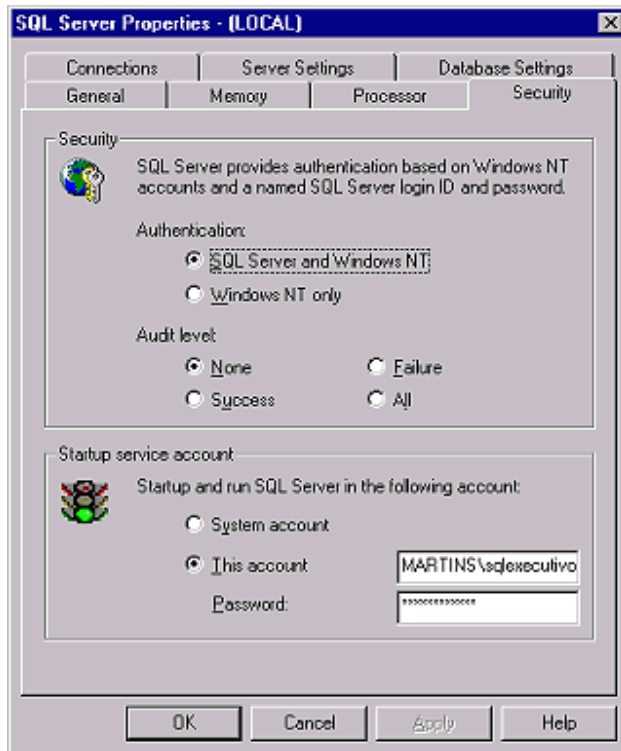 SQL Server Properties - (LOCAL)
Connections Server Settings Database Settings
General Memory Processor Security
Security
SQL Server provides authentication based on Windows NT
accounts and a named SQL Server login ID and password.
Authentication:
SQL Server and Windows NT
Windows NT only
Audit level:
None Failure
Success All
Startup service account
Startup and run SQL Server in the following account:
System account
This account MARTINS\sqlexecutivo
Password: *************
OK Cancel Apply Help